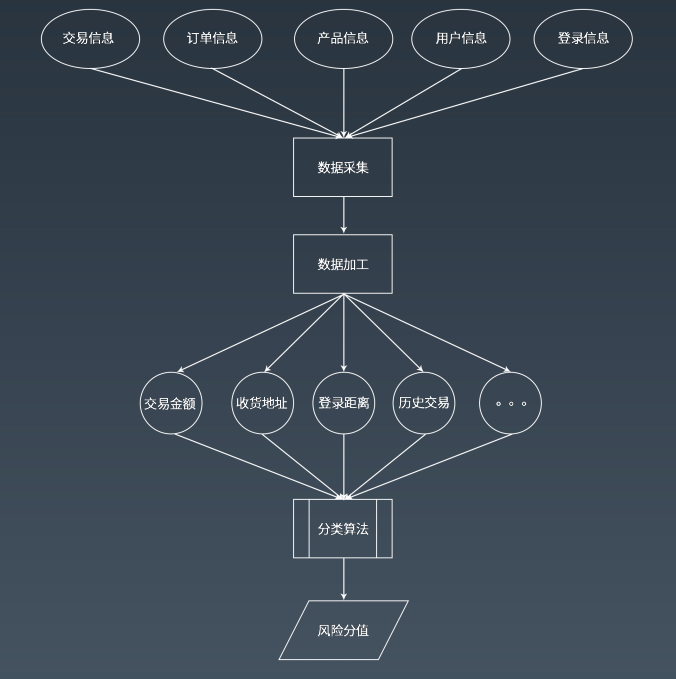 交易信息
订单信息
产品信息
用户信息
登录信息
数据采集
数据加工
交易金额
收货地址
登录距离
历史交易
。。。
分类算法
风险分值